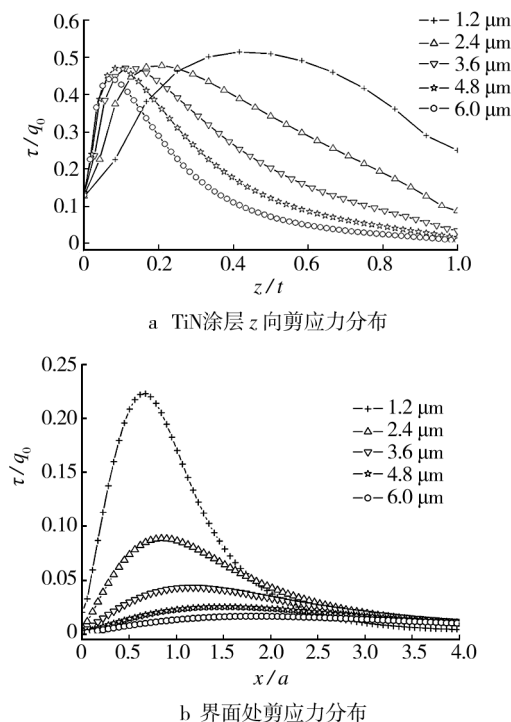 0.6
0.5
0.4
0.3
0.2
0.1
0
τ/q₀
1.2 μm
2.4 μm
3.6 μm
4.8 μm
6.0 μm
0 0.2 0.4 0.6 0.8 1.0
z/t
a TiN涂层 z 向剪应力分布
0.25
0.20
0.15
0.10
0.05
0
τ/q₀
1.2 μm
2.4 μm
3.6 μm
4.8 μm
6.0 μm
0 0.5 1.0 1.5 2.0 2.5 3.0 3.5 4.0
x/a
b 界面处剪应力分布